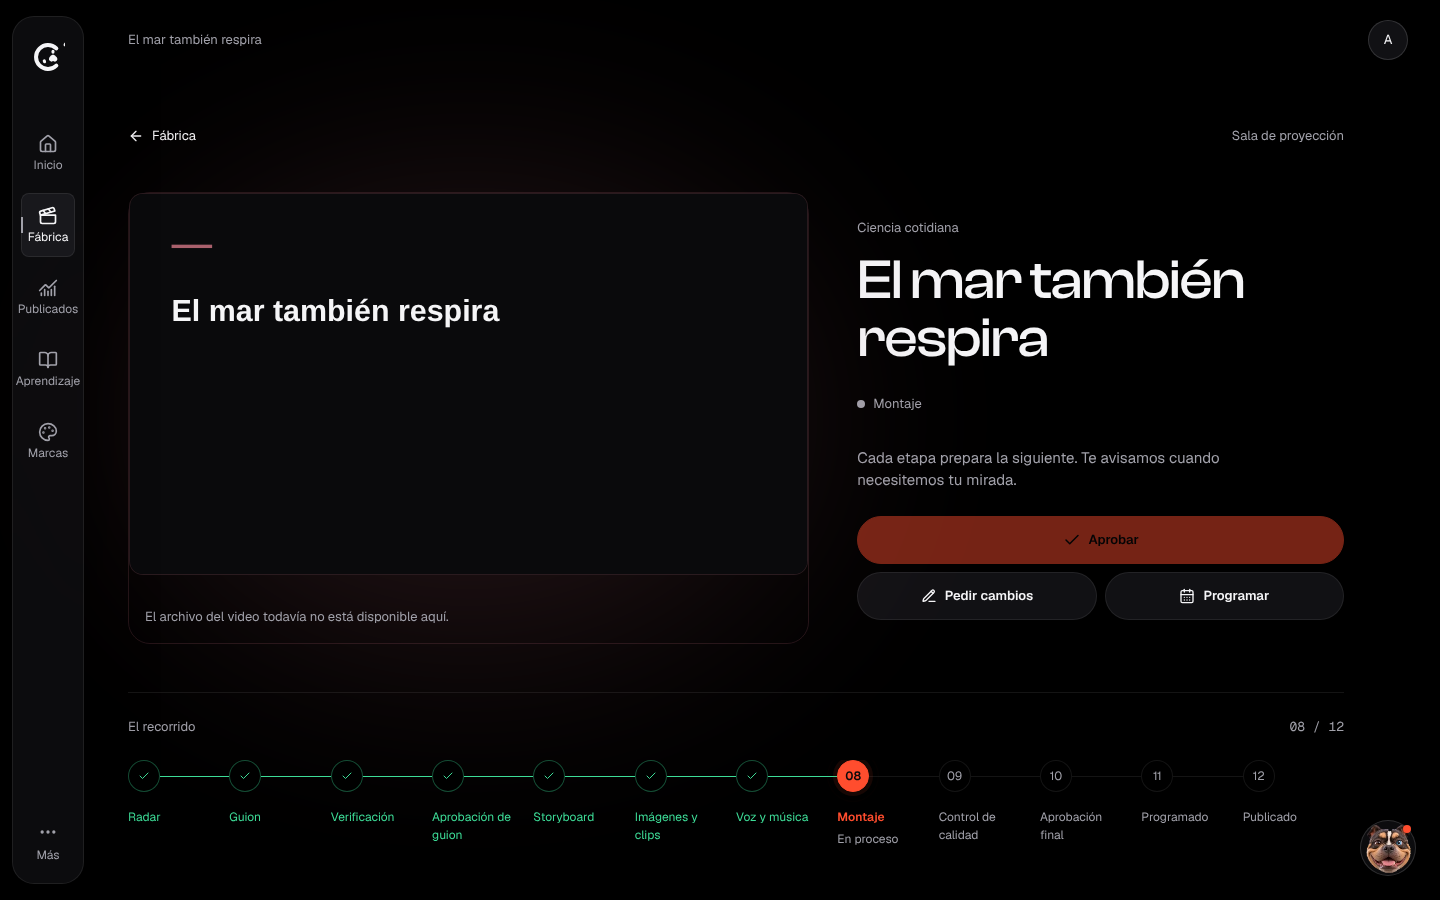 El mar también respira
A
Inicio
Fábrica
Publicados
Aprendizaje
Marcas
Más
Fábrica
Sala de proyección
El mar también respira
El archivo del video todavía no está disponible aquí.
Ciencia cotidiana
El mar también
respira
Montaje
Cada etapa prepara la siguiente. Te avisamos cuando
necesitemos tu mirada.
Aprobar
Pedir cambios
Programar
El recorrido
08 / 12
08
09
10
11
12
Radar
Guion
Verificación
Aprobación de
guion
Storyboard
Imágenes y
clips
Voz y música
Montaje
En proceso
Control de
calidad
Aprobación
final
Programado
Publicado